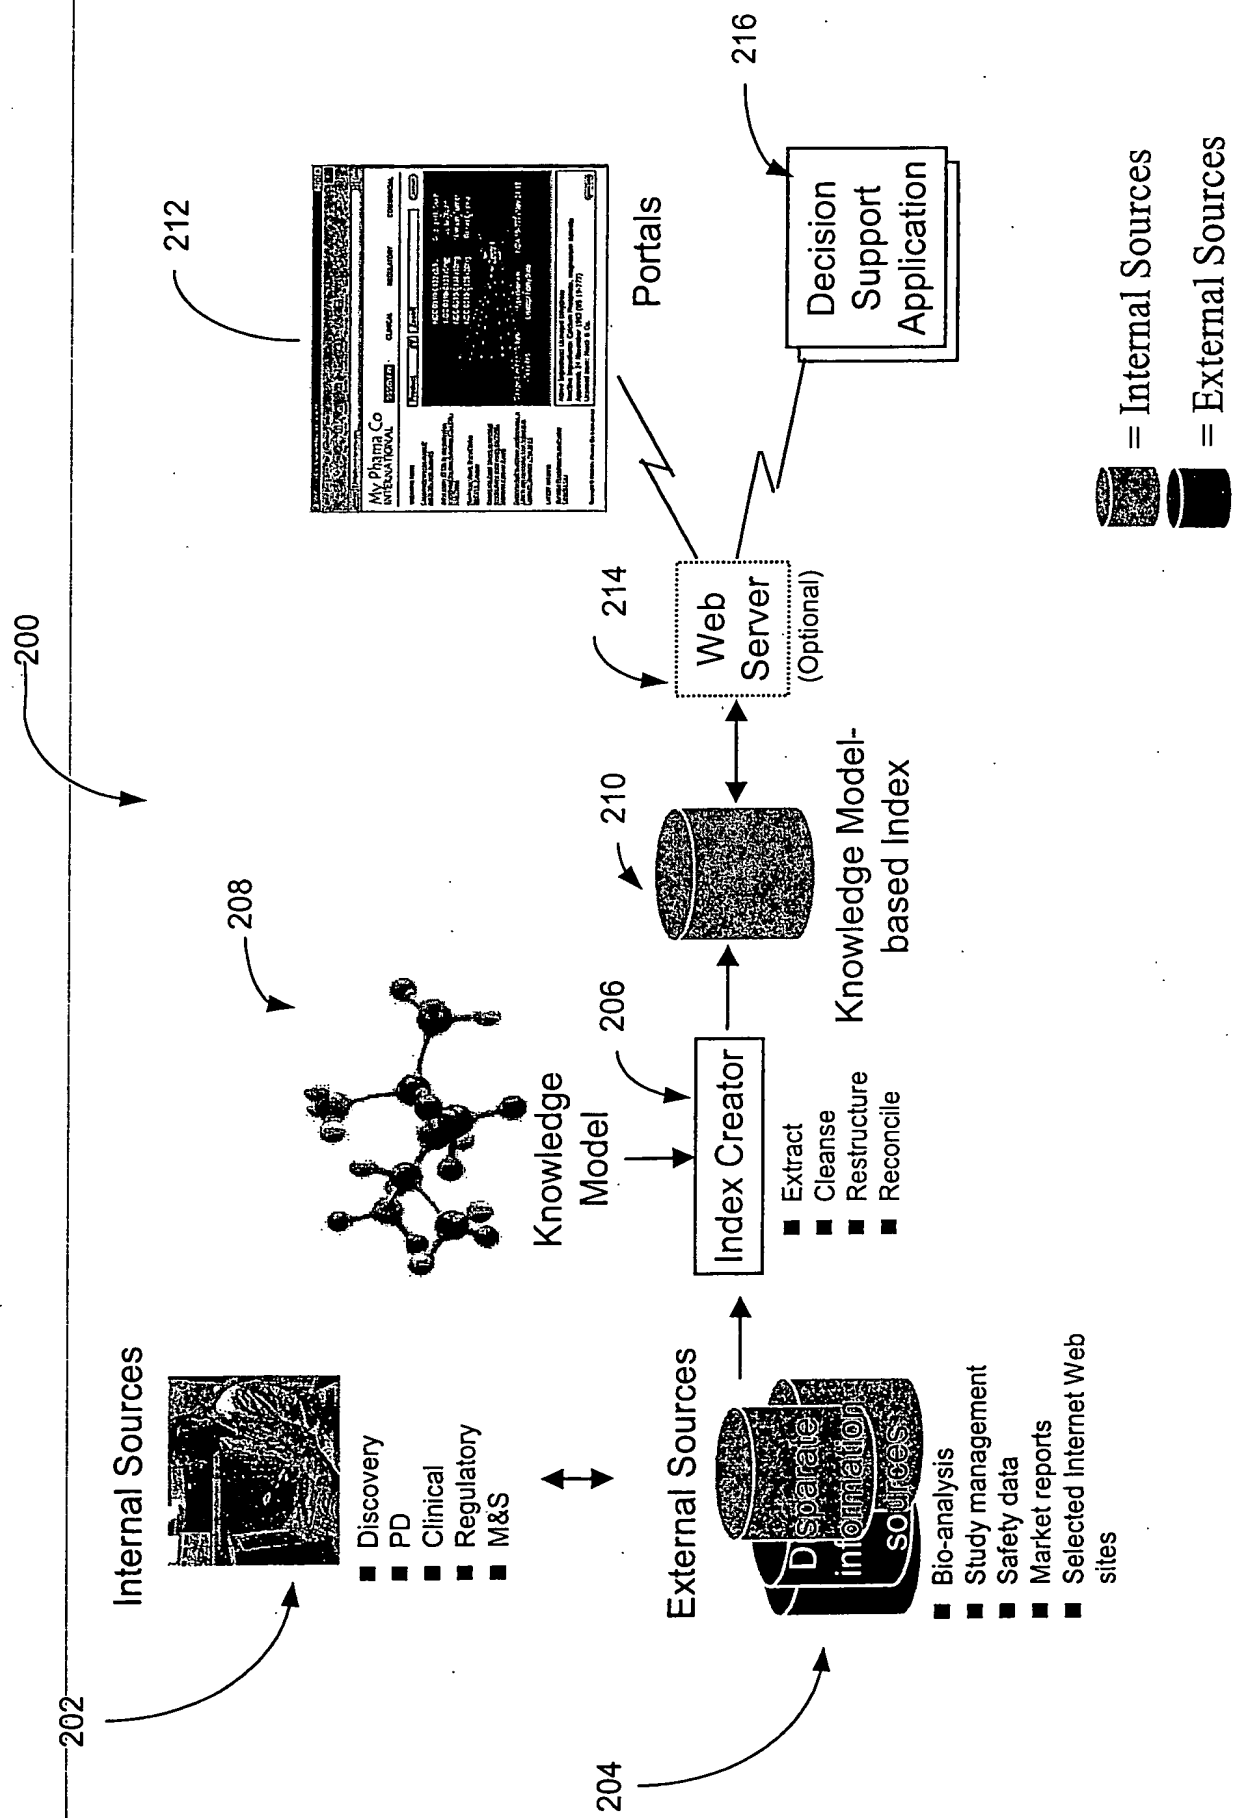 200
202
Internal Sources
Discovery
PD
Clinical
Regulatory
M&S
204
External Sources
Disparate
information
sources
Bio-analysis
Study management
Safety data
Market reports
Selected Internet Web
sites
208
Knowledge
Model
206
Index Creator
Extract
Cleanse
Restructure
Reconcile
210
Knowledge Model-
based Index
214
Web
Server
(Optional)
212
My Phama Co
INTERNATIONAL
CLINICAL
REGULATORY
COMMERCIAL
Portals
216
Decision
Support
Application
= Internal Sources
= External Sources